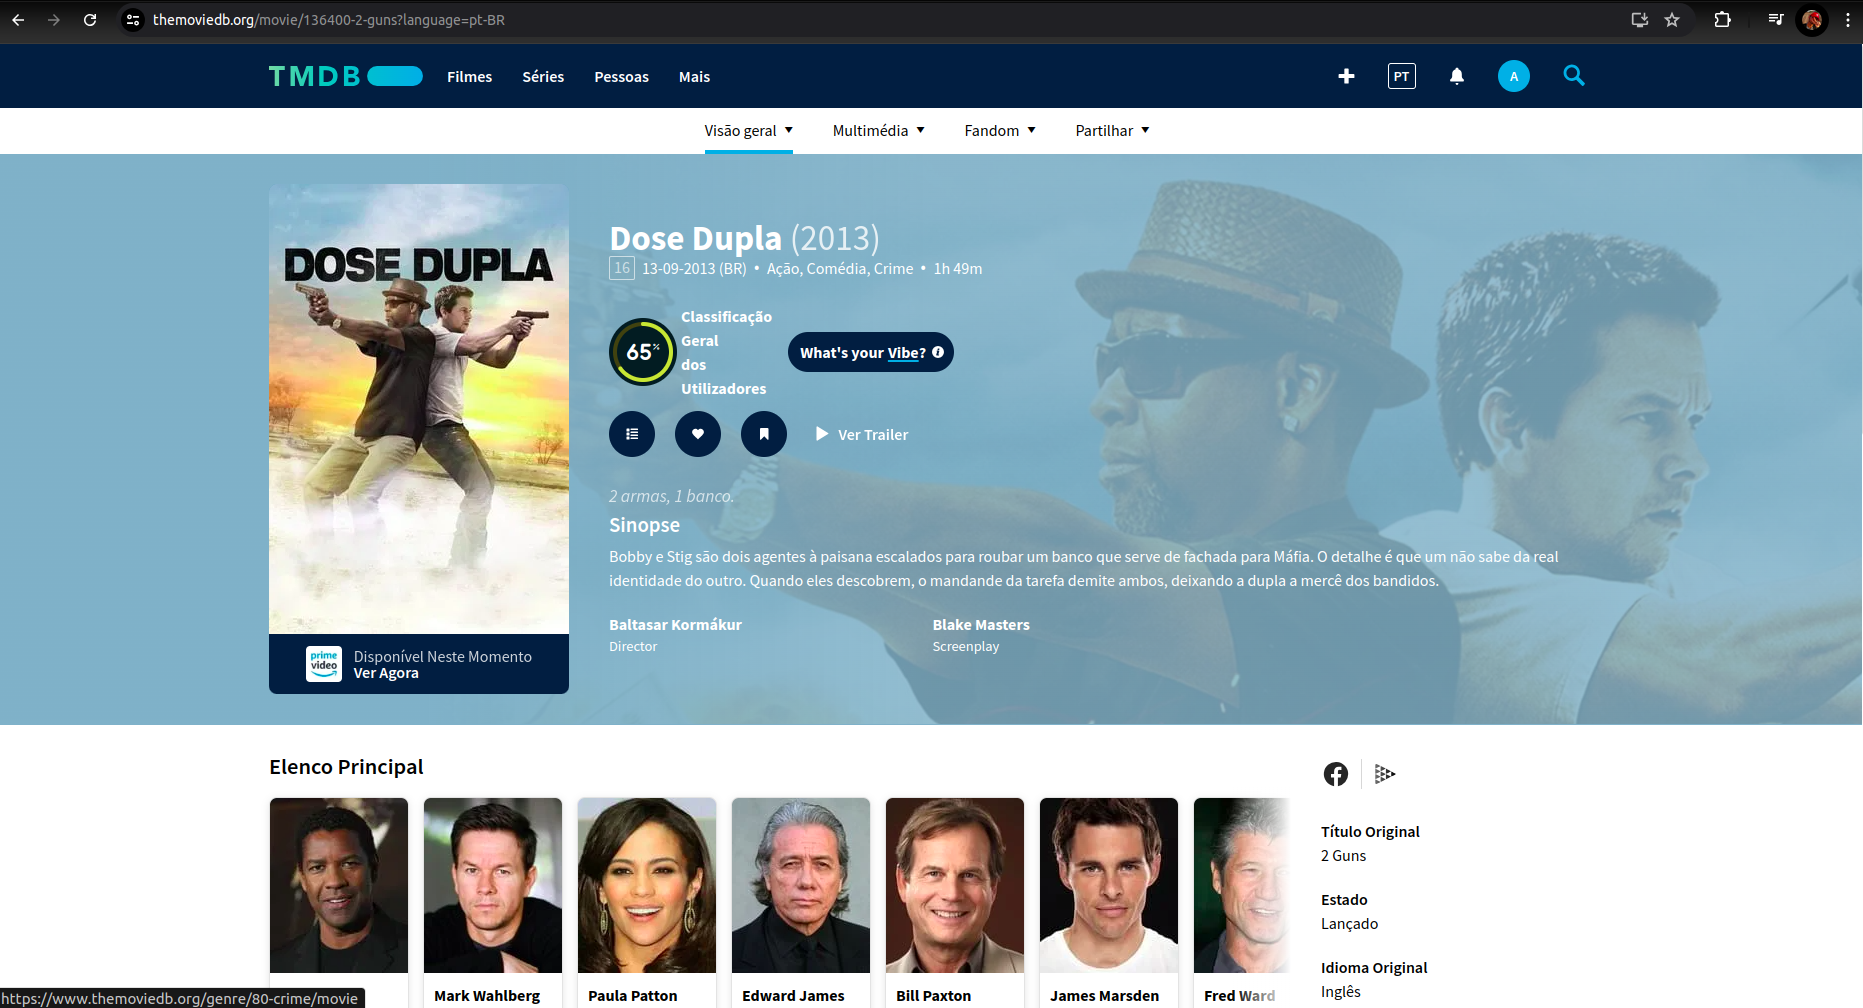 themoviedb.org/movie/136400-2-guns?language=pt-BR
TMDB
Filmes
Séries
Pessoas
Mais
PT
A
Visão geral
Multimédia
Fandom
Partilhar
DOSE DUPLA
prime video
Disponível Neste Momento
Ver Agora
Dose Dupla (2013)
16 13-09-2013 (BR) • Ação, Comédia, Crime • 1h 49m
65%
Classificação
Geral
dos
Utilizadores
What's your Vibe?
Ver Trailer
2 armas, 1 banco.
Sinopse
Bobby e Stig são dois agentes à paisana escalados para roubar um banco que serve de fachada para Máfia. O detalhe é que um não sabe da real
identidade do outro. Quando eles descobrem, o mandande da tarefa demite ambos, deixando a dupla a mercê dos bandidos.
Baltasar Kormákur
Director
Blake Masters
Screenplay
Elenco Principal
Mark Wahlberg
Paula Patton
Edward James
Bill Paxton
James Marsden
Fred Ward
Título Original
2 Guns
Estado
Lançado
Idioma Original
Inglês
https://www.themoviedb.org/genre/80-crime/movie